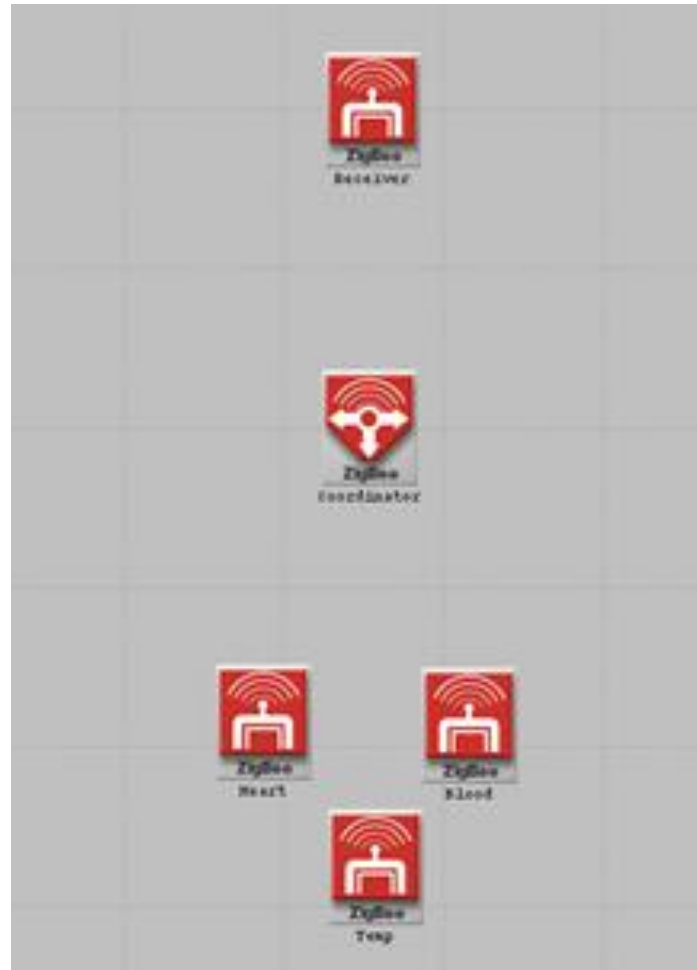 ZigBee
Receiver
ZigBee
Coordinator
ZigBee
Heart
ZigBee
Blood
ZigBee
Temp